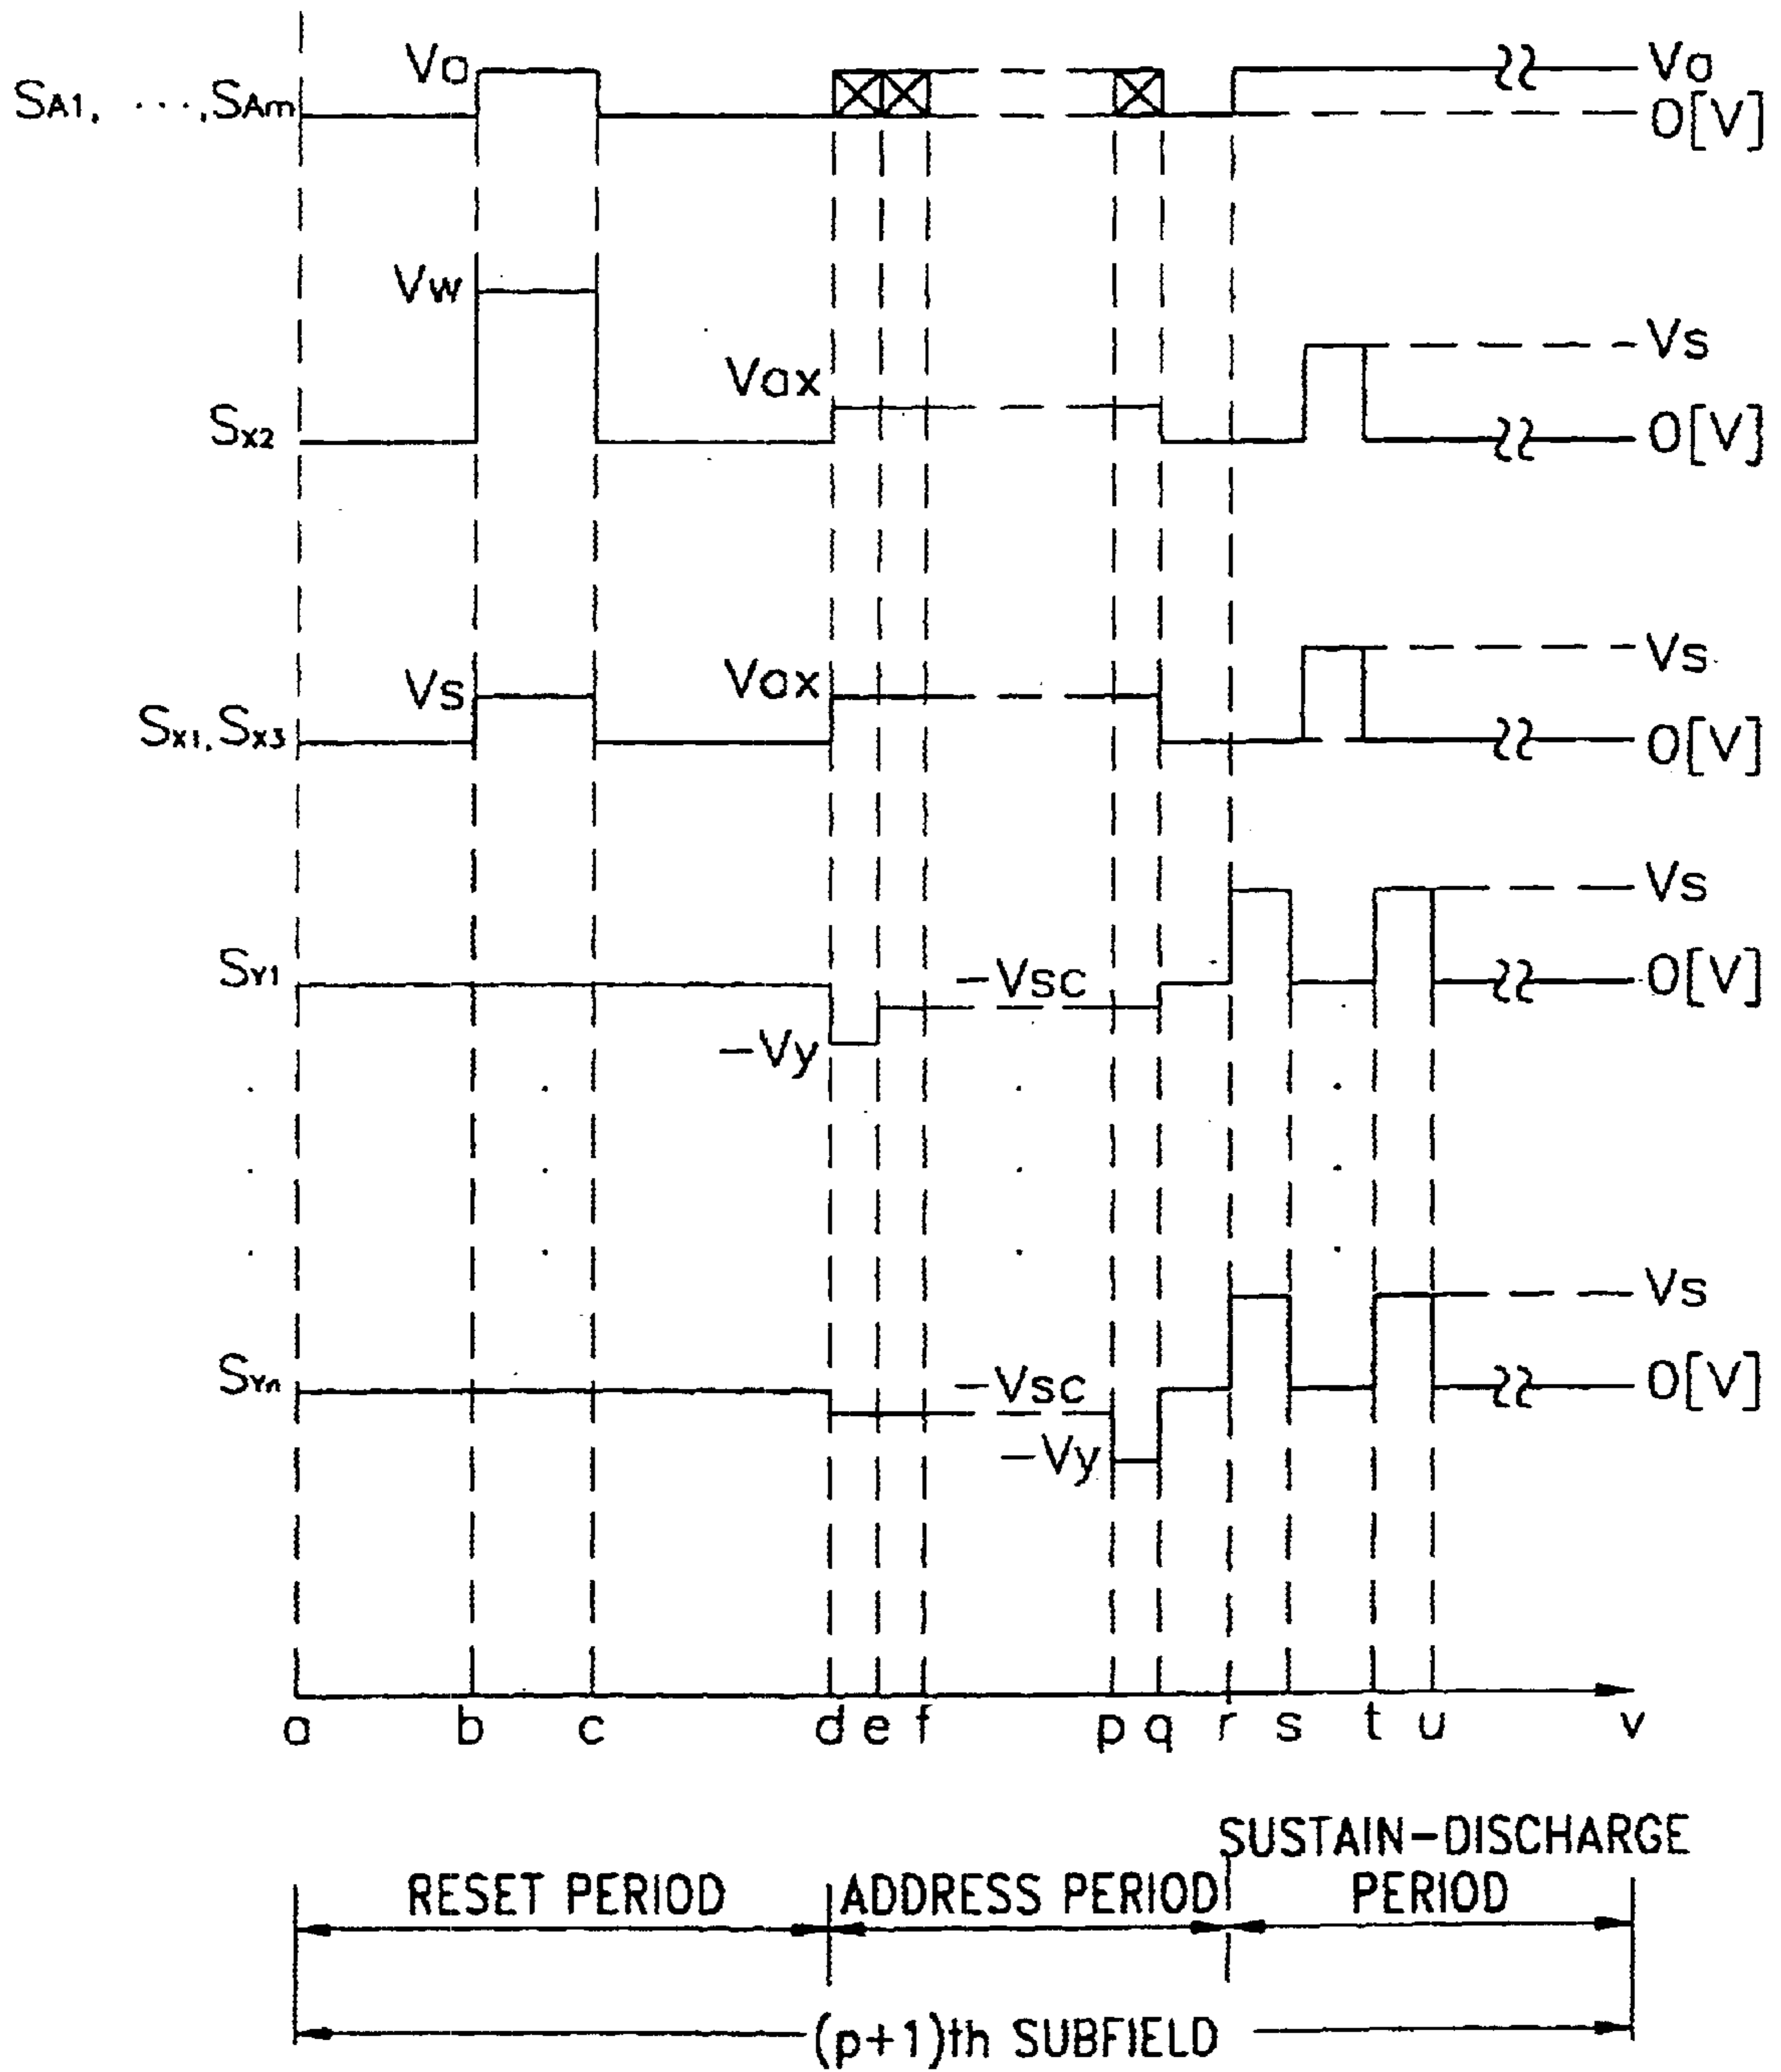 Va
Va
SA1, ···, SAm
0[V]
Vw
Vs
Vax
SX2
0[V]
Vs
Vs
Vax
SX1, SX3
0[V]
Vs
SY1
-Vsc
0[V]
-Vy
Vs
SYn
-Vsc
0[V]
-Vy
a b c d e f p q r s t u v
SUSTAIN-DISCHARGE
RESET PERIOD ADDRESS PERIOD PERIOD
(p+1)th SUBFIELD